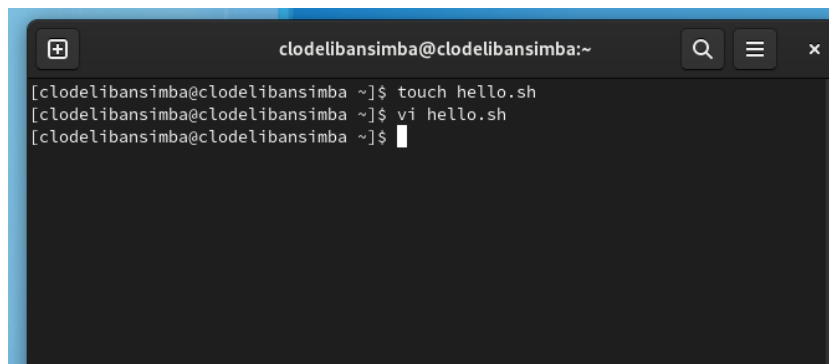 clodelibansimba@clodelibansimba:~
[clodelibansimba@clodelibansimba ~]$ touch hello.sh
[clodelibansimba@clodelibansimba ~]$ vi hello.sh
[clodelibansimba@clodelibansimba ~]$